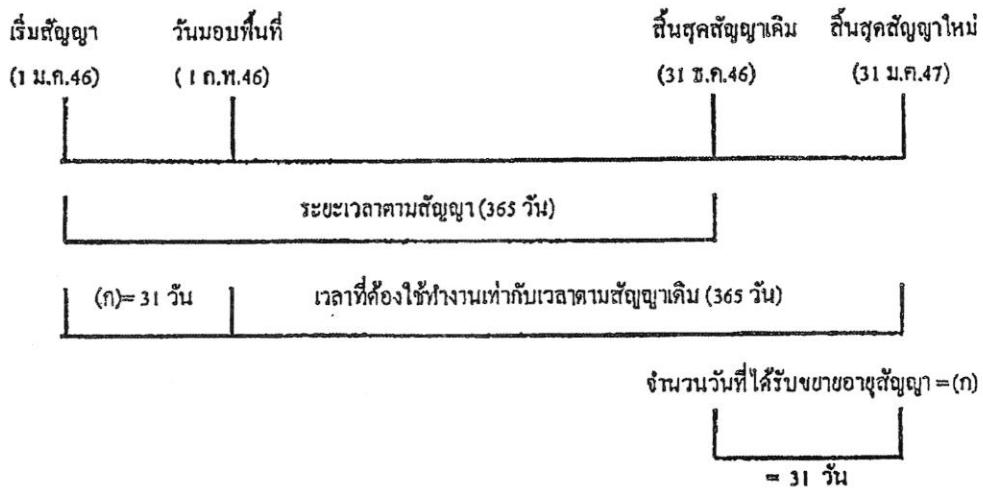 เริ่มสัญญา วันมอบพื้นที่ สิ้นสุดสัญญาเดิม สิ้นสุดสัญญาใหม่
(1 ม.ค.46) (1 ก.พ.46) (31 ธ.ค.46) (31 ม.ค.47)
ระยะเวลาตามสัญญา (365 วัน)
(ก)= 31 วัน เวลาที่ต้องใช้ทำงานเท่ากับเวลาตามสัญญาเดิม (365 วัน)
จำนวนวันที่ได้รับขยายอายุสัญญา = (ก)
= 31 วัน